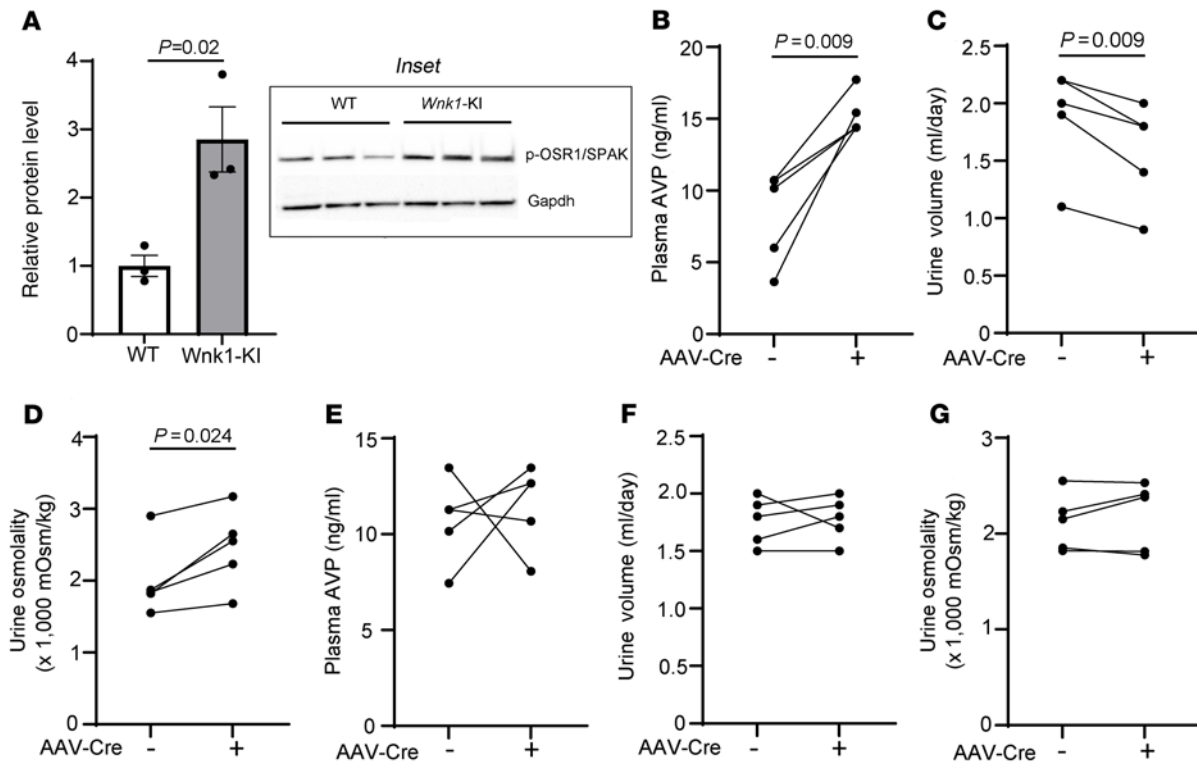 A
Relative protein level
4
3
2
1
0
P=0.02
WT
Wnk1-KI
Inset
WT
Wnk1-KI
p-OSR1/SPAK
Gapdh
B
Plasma AVP (ng/ml)
20
15
10
5
0
P = 0.009
AAV-Cre - +
C
Urine volume (ml/day)
2.5
2.0
1.5
1.0
0.5
0
P = 0.009
AAV-Cre - +
D
Urine osmolality
(x 1,000 mOsm/kg)
4
3
2
1
0
P = 0.024
AAV-Cre - +
E
Plasma AVP (ng/ml)
15
10
5
0
AAV-Cre - +
F
Urine volume (ml/day)
2.5
2.0
1.5
1.0
0.5
0
AAV-Cre - +
G
Urine osmolality
(x 1,000 mOsm/kg)
3
2
1
0
AAV-Cre - +